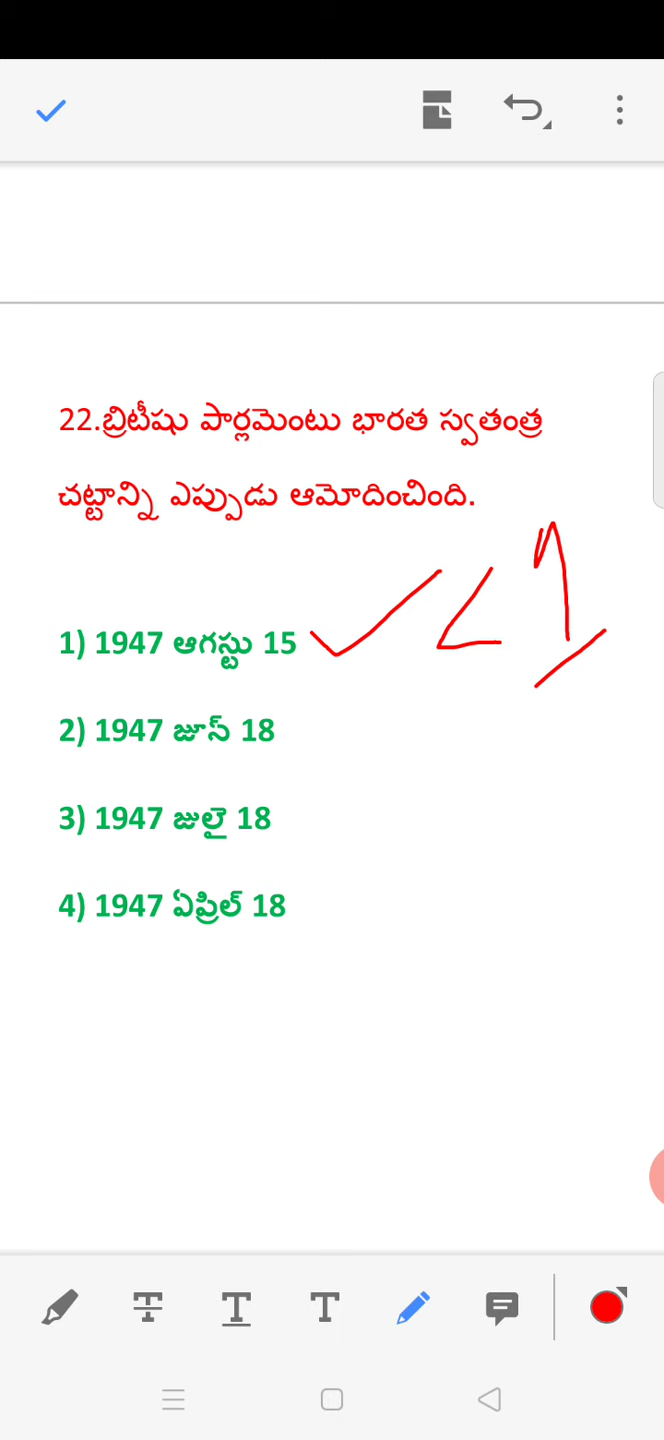 22.బ్రిటీషు పార్లమెంటు భారత స్వతంత్ర
చట్టాన్ని ఎప్పుడు ఆమోదించింది.
1) 1947 ఆగస్టు 15
2) 1947 జూన్ 18
3) 1947 జులై 18
4) 1947 ఏప్రిల్ 18